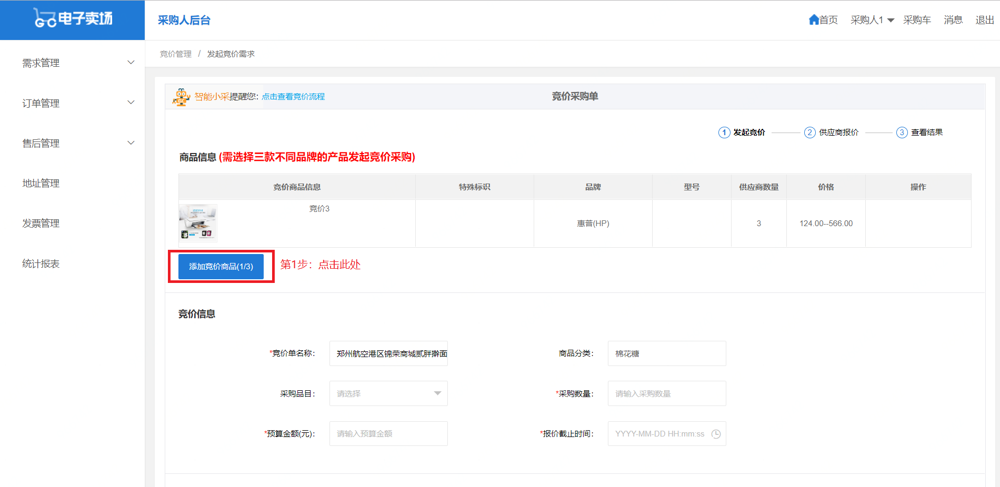 GC电子卖场
采购人后台
首页 采购人1 采购车 消息 退出
需求管理
订单管理
售后管理
地址管理
发票管理
统计报表
竞价管理 / 发起竞价需求
智能小采提醒您：点击查看竞价流程
竞价采购单
1 发起竞价 2 供应商报价 3 查看结果
商品信息 (需选择三款不同品牌的产品发起竞价采购)
竞价商品信息 特殊标识 品牌 型号 供应商数量 价格 操作
竞价3 惠普(HP) 3 124.00--566.00
添加竞价商品(1/3) 第1步：点击此处
竞价信息
*竞价单名称： 郑州航空港区锦荣商城贰胖擀面 商品分类： 棉花糖
采购品目： 请选择 *采购数量： 请输入采购数量
*预算金额(元)： 请输入预算金额 *报价截止时间： YYYY-MM-DD HH:mm:ss